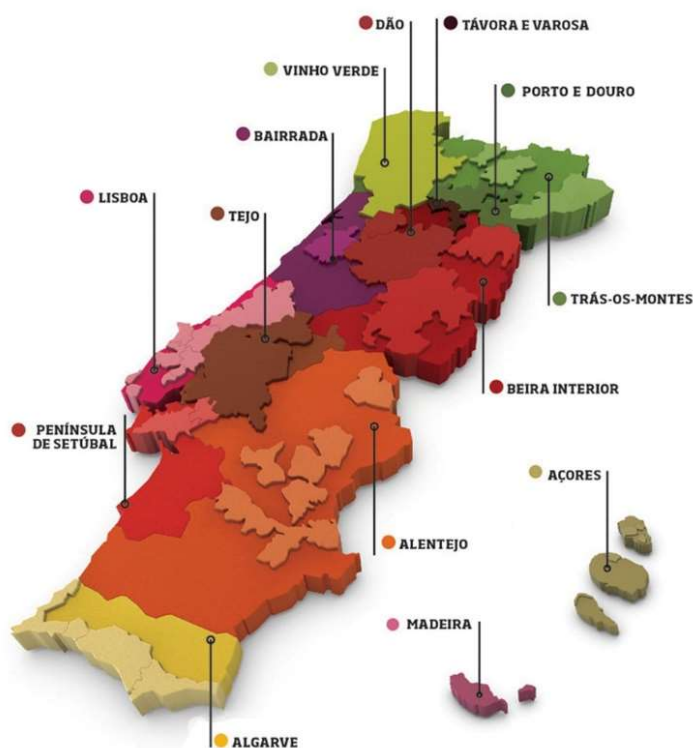 DÃO
TÁVORA E VAROSA
VINHO VERDE
PORTO E DOURO
BAIRRADA
LISBOA
TEJO
TRÁS-OS-MONTES
BEIRA INTERIOR
PENÍNSULA
DE SETÚBAL
AÇORES
ALENTEJO
MADEIRA
ALGARVE